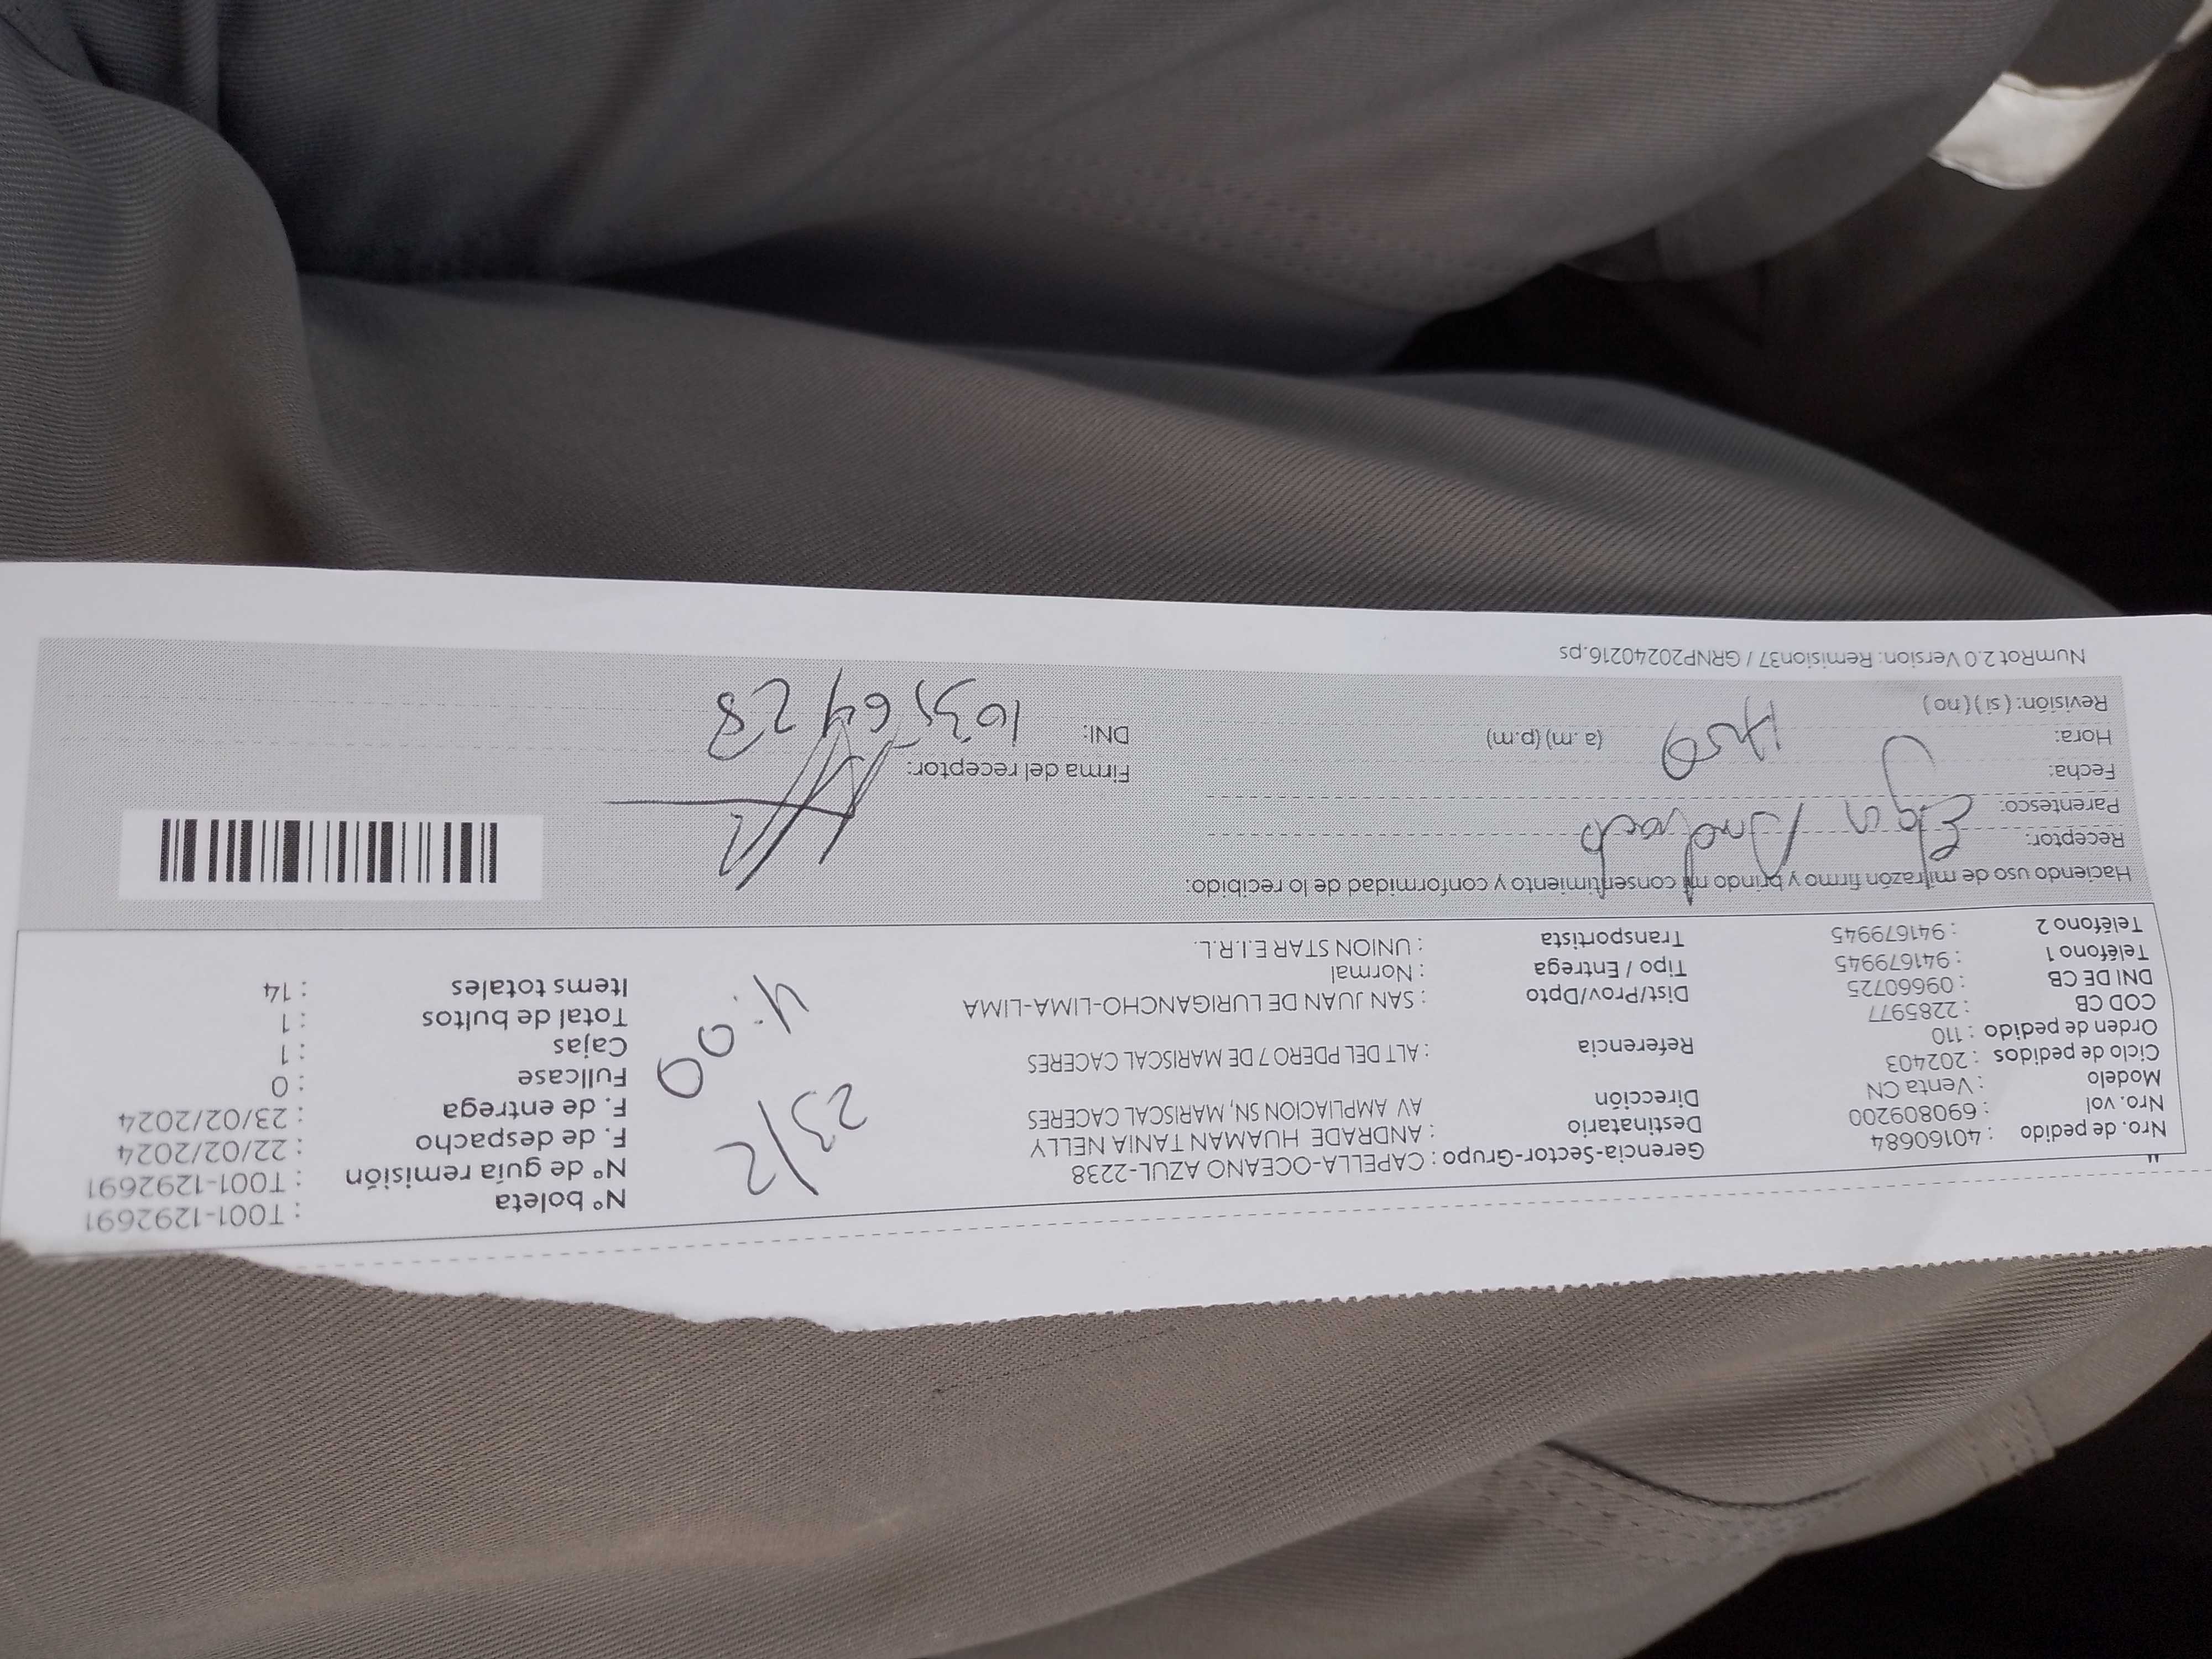 Nro. de pedido : 40160684
Nro. vol : 690809200
Modelo : Venta CN
Ciclo de pedidos : 202403
Orden de pedido : 110
COD CB : 2285977
DNI DE CB : 09660725
Teléfono 1 : 941679945
Teléfono 2 : 941679945
Gerencia-Sector-Grupo : CAPELLA-OCEANO AZUL-2238
Destinatario : ANDRADE HUAMAN TANIA NELLY
Dirección AV AMPLIACION SN, MARISCAL CACERES
Referencia : ALT DEL PDERO 7 DE MARISCAL CACERES
Dist/Prov/Dpto : SAN JUAN DE LURIGANCHO-LIMA-LIMA
Tipo / Entrega : Normal
Transportista : UNION STAR E.I.R.L.
23/2
4:00
N° boleta : T001-1292691
N° de guía remisión : T001-1292691
F. de despacho : 22/02/2024
F. de entrega : 23/02/2024
Fullcase : 0
Cajas : 1
Total de bultos : 1
Items totales : 14
Haciendo uso de mi razón firmo y brindo mi consentimiento y conformidad de lo recibido:
Receptor:
Parentesco:
Fecha:
Hora: (a.m) (p.m)
Revisión: ( si ) ( no )
Firma del receptor:
DNI: 10356428
NumRot 2.0 Version: Remision37 / GRNP20240216.ps